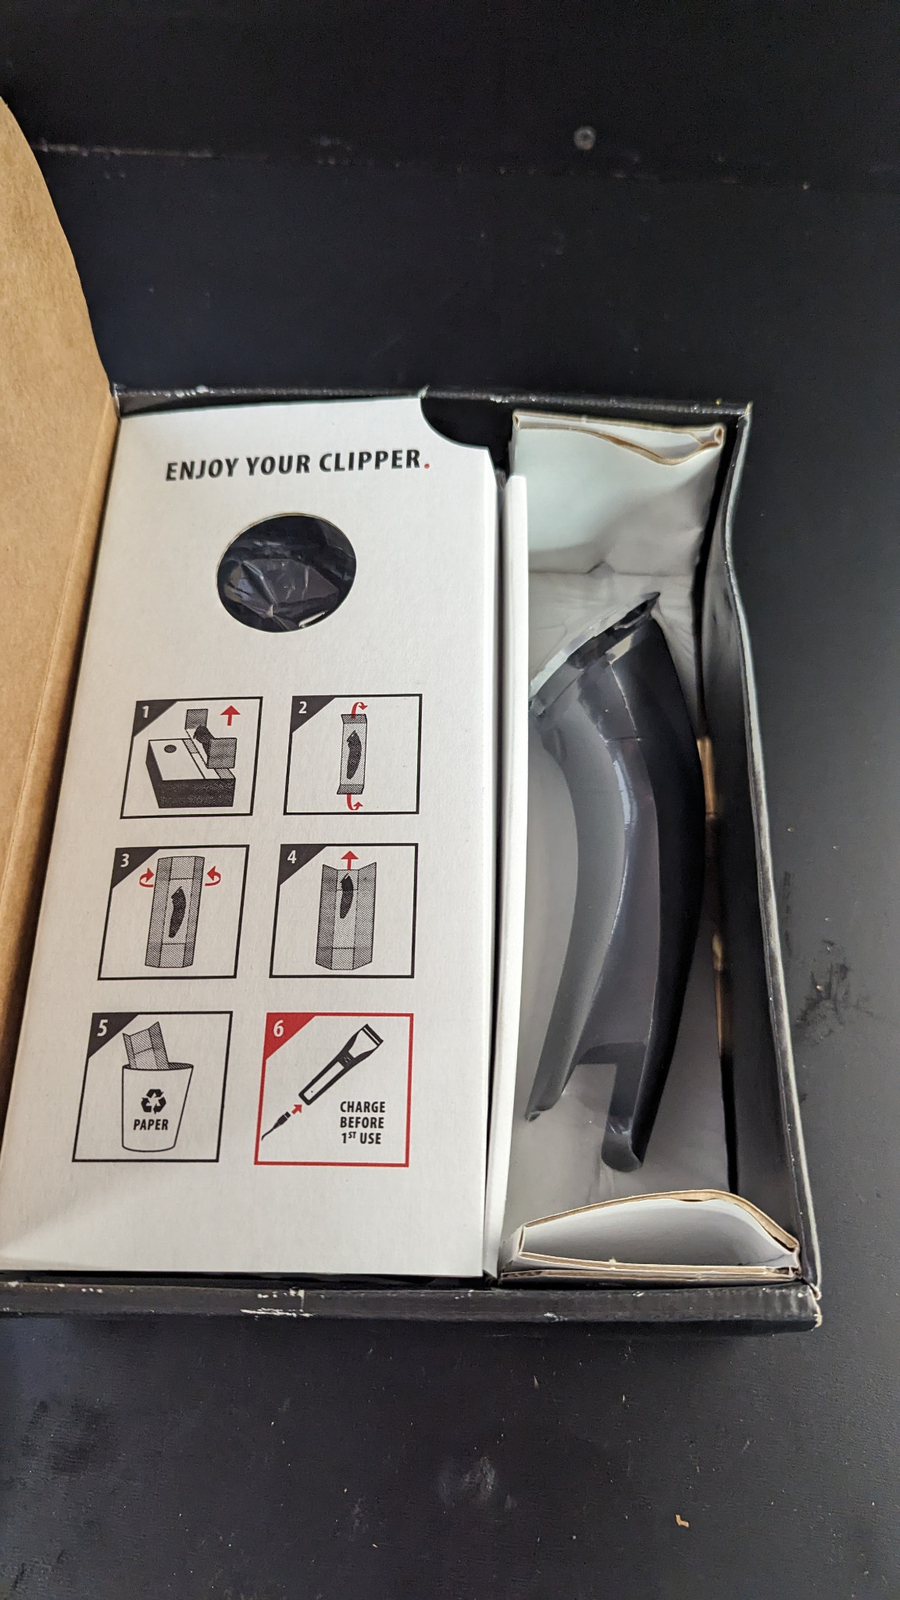 ENJOY YOUR CLIPPER.
1
2
3
4
5
PAPER
6
CHARGE
BEFORE
1ST USE